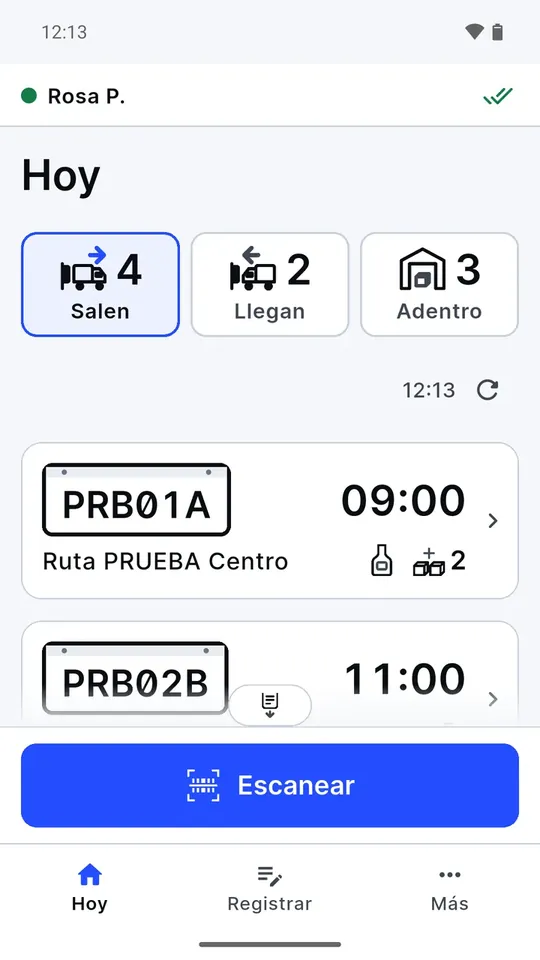 12:13
Rosa P.
Hoy
4
Salen
2
Llegan
3
Adentro
12:13
PRB01A
09:00
Ruta PRUEBA Centro
2
PRB02B
11:00
Escanear
Hoy
Registrar
Más